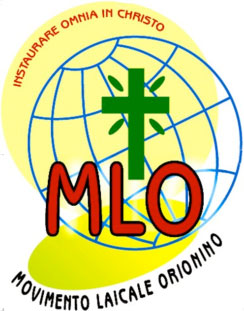 INSTAURARE OMNIA IN CHRISTO
MLO
MOVIMENTO LAICALE ORIONINO